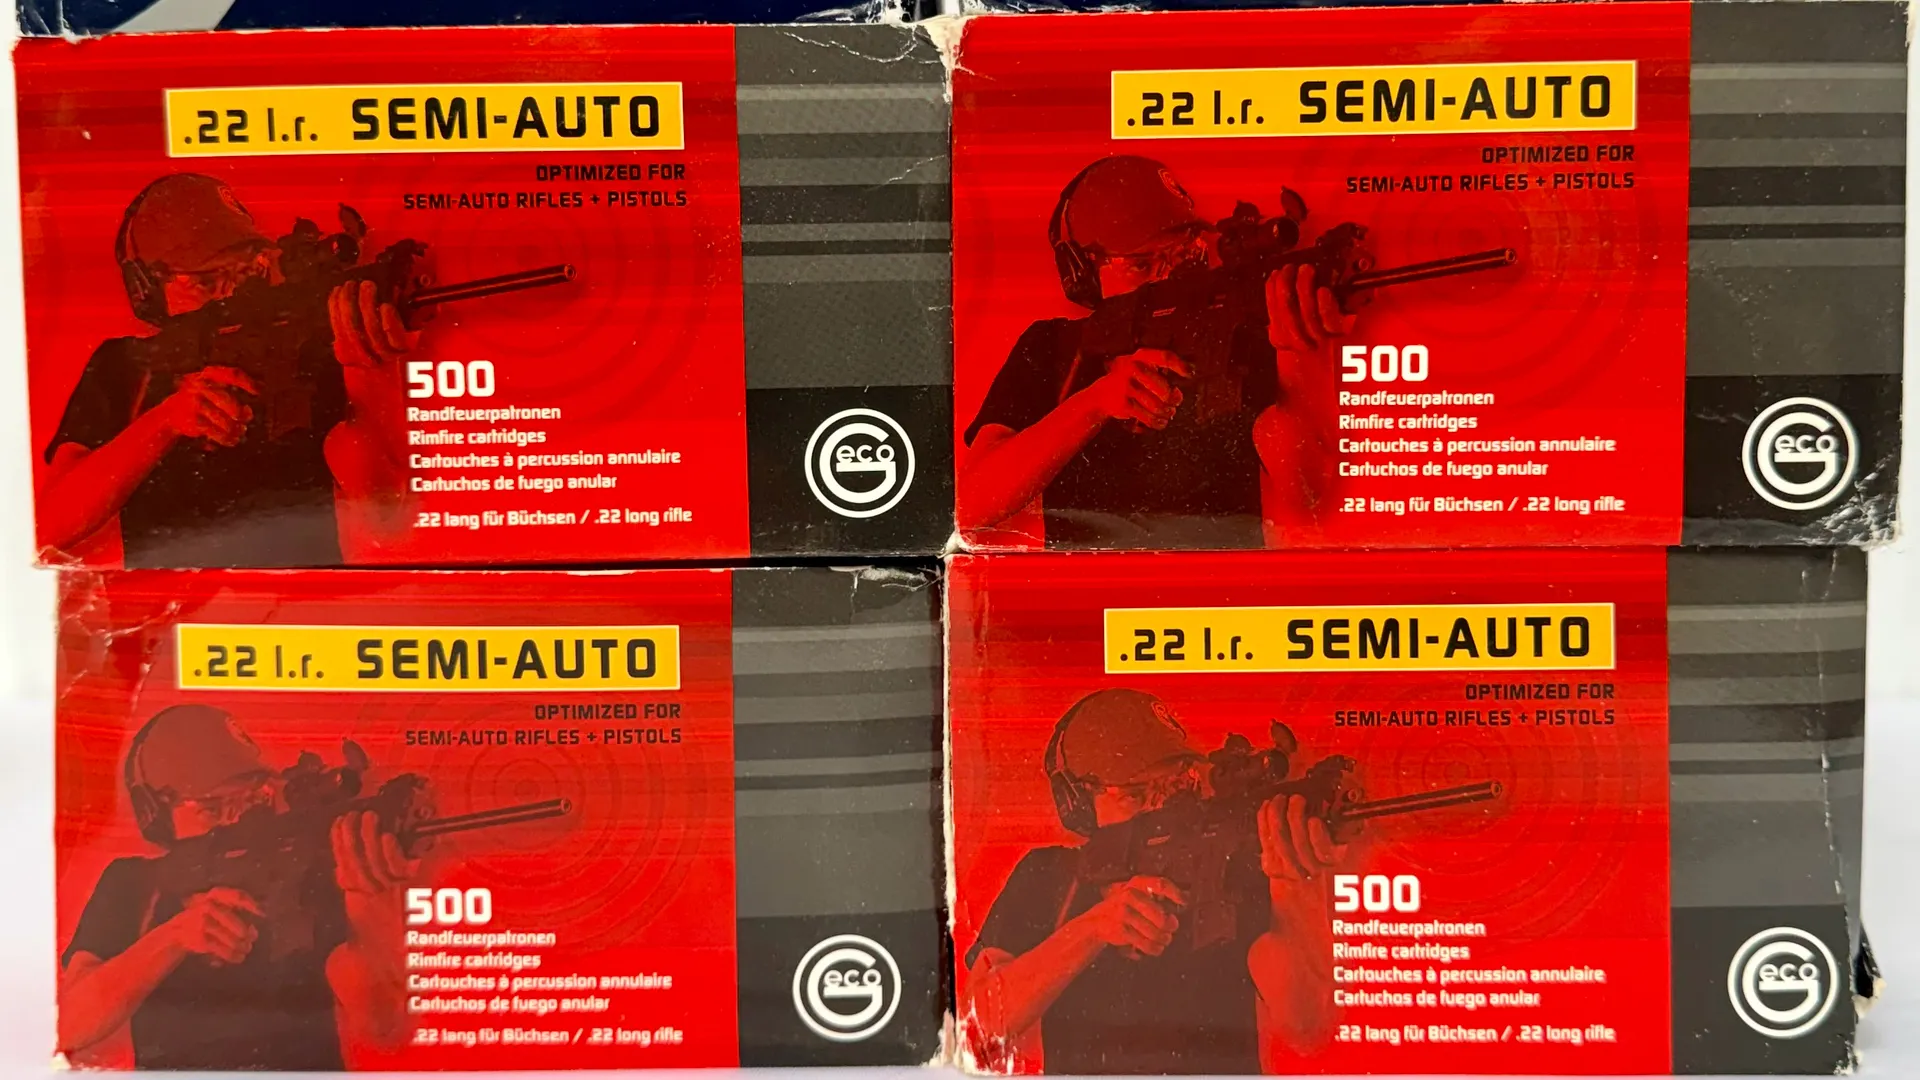 .22 l.r. SEMI-AUTO
OPTIMIZED FOR
SEMI-AUTO RIFLES + PISTOLS
500
Randfeuerpatronen
Rimfire cartridges
Cartouches à percussion annulaire
Cartuchos de fuego anular
.22 lang für Büchsen / .22 long rifle
Geco
.22 l.r. SEMI-AUTO
OPTIMIZED FOR
SEMI-AUTO RIFLES + PISTOLS
500
Randfeuerpatronen
Rimfire cartridges
Cartouches à percussion annulaire
Cartuchos de fuego anular
.22 lang für Büchsen / .22 long rifle
Geco
.22 l.r. SEMI-AUTO
OPTIMIZED FOR
SEMI-AUTO RIFLES + PISTOLS
500
Randfeuerpatronen
Rimfire cartridges
Cartouches à percussion annulaire
Cartuchos de fuego anular
.22 lang für Büchsen / .22 long rifle
Geco
.22 l.r. SEMI-AUTO
OPTIMIZED FOR
SEMI-AUTO RIFLES + PISTOLS
500
Randfeuerpatronen
Rimfire cartridges
Cartouches à percussion annulaire
Cartuchos de fuego anular
.22 lang für Büchsen / .22 long rifle
Geco